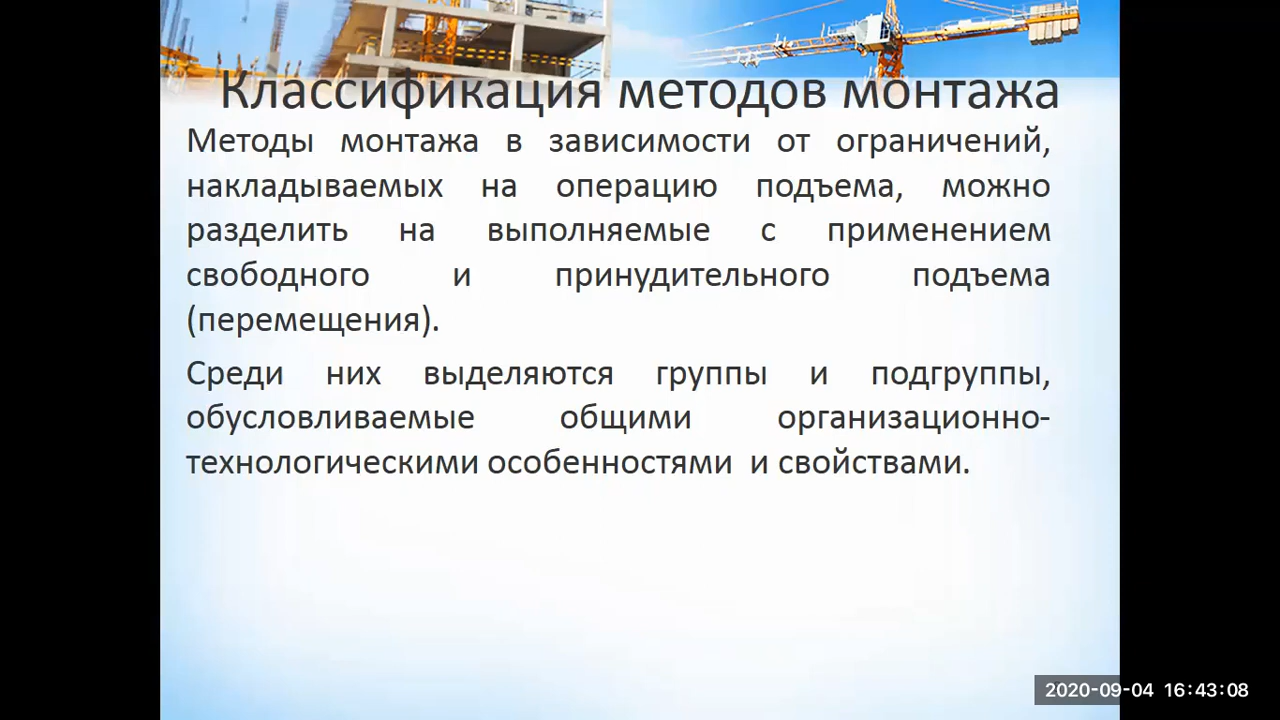 Классификация методов монтажа
Методы монтажа в зависимости от ограничений,
накладываемых на операцию подъема, можно
разделить на выполняемые с применением
свободного и принудительного подъема
(перемещения).
Среди них выделяются группы и подгруппы,
обусловливаемые общими организационно-
технологическими особенностями и свойствами.
2020-09-04 16:43:08